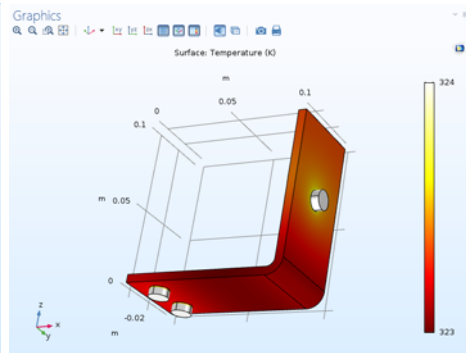 Graphics
Surface: Temperature (K)
m
0.1
0.05
0
0.1
324
m
0.05
0
-0.02
m
z
x
y
323